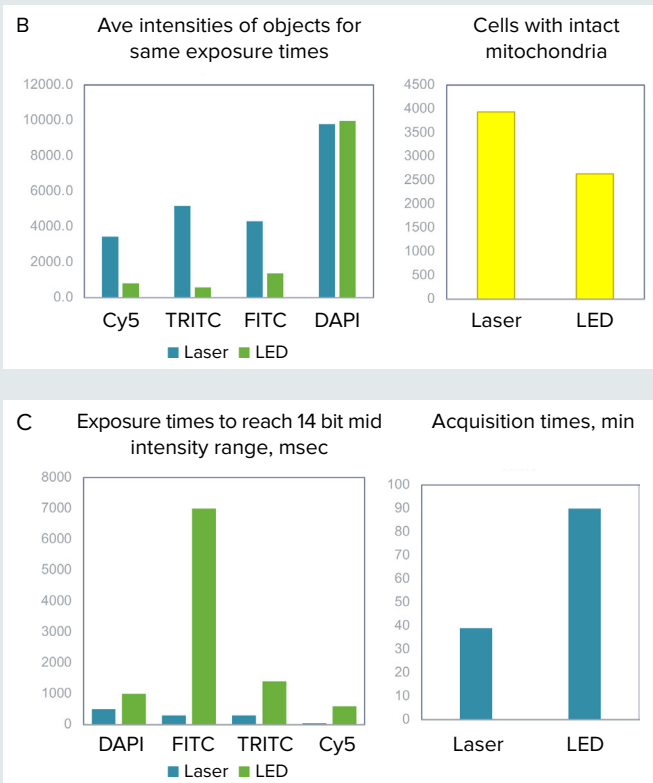 B
Ave intensities of objects for
same exposure times
12000.0
10000.0
8000.0
6000.0
4000.0
2000.0
0.0
Cy5 TRITC FITC DAPI
Laser LED
Cells with intact
mitochondria
4500
4000
3500
3000
2500
2000
1500
1000
500
0
Laser LED
C
Exposure times to reach 14 bit mid
intensity range, msec
8000
7000
6000
5000
4000
3000
2000
1000
0
DAPI FITC TRITC Cy5
Laser LED
Acquisition times, min
100
90
80
70
60
50
40
30
20
10
0
Laser LED